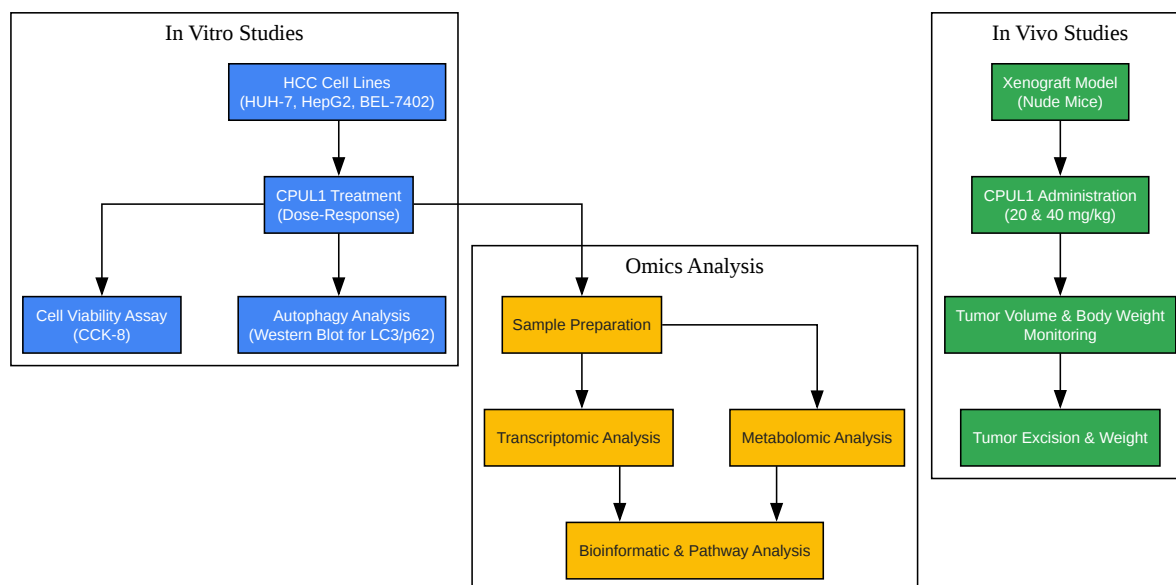 In Vitro Studies
HCC Cell Lines
(HUH-7, HepG2, BEL-7402)
CPUL1 Treatment
(Dose-Response)
Cell Viability Assay
(CCK-8)
Autophagy Analysis
(Western Blot for LC3/p62)
Omics Analysis
Sample Preparation
Transcriptomic Analysis
Metabolomic Analysis
Bioinformatic & Pathway Analysis
In Vivo Studies
Xenograft Model
(Nude Mice)
CPUL1 Administration
(20 & 40 mg/kg)
Tumor Volume & Body Weight
Monitoring
Tumor Excision & Weight